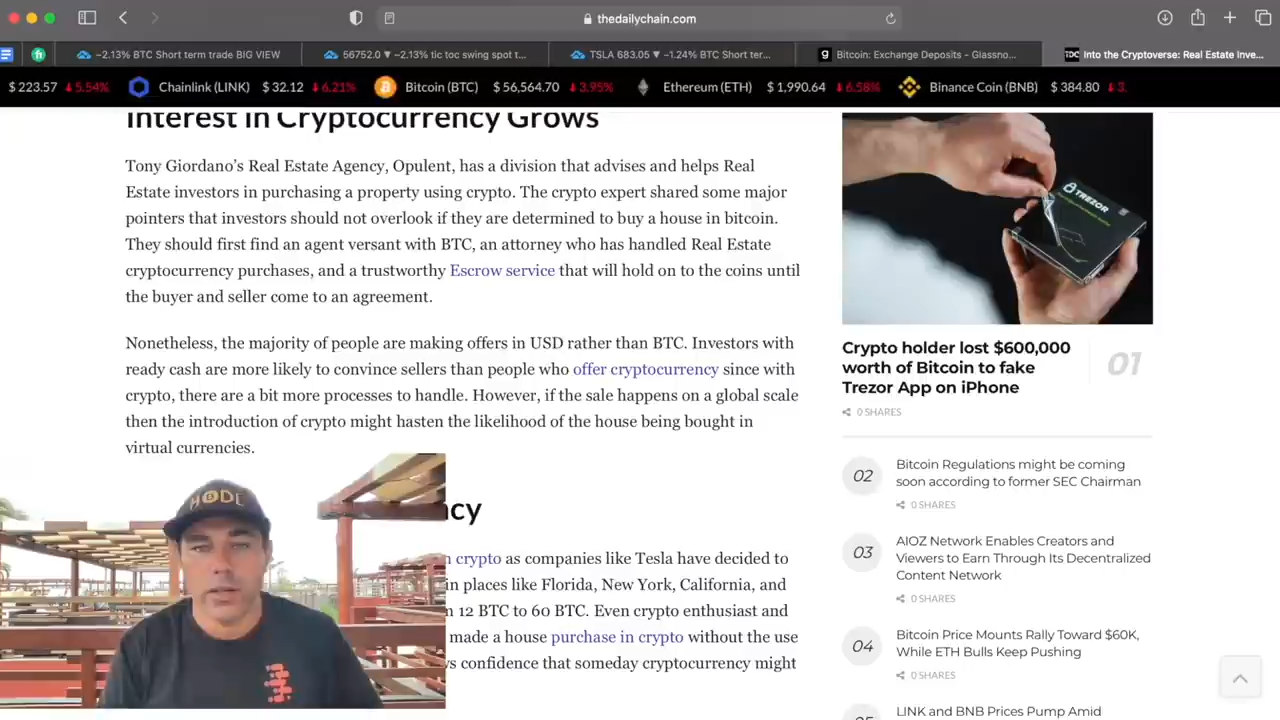 thedailychain.com
~2.13% BTC Short term trade BIG VIEW
56752.0 ▼ −2.13% tic toc swing spot t...
TSLA 683.05 ▼ −1.24% BTC Short ter...
Bitcoin: Exchange Deposits - Glassno...
Into the Cryptoverse: Real Estate Inve...
$ 223.57 5.54% Chainlink (LINK) $ 32.12 6.21% Bitcoin (BTC) $ 56,564.70 3.95% Ethereum (ETH) $ 1,990.64 6.58% Binance Coin (BNB) $ 384.80 3.
Interest in Cryptocurrency Grows
Tony Giordano's Real Estate Agency, Opulent, has a division that advises and helps Real
Estate investors in purchasing a property using crypto. The crypto expert shared some major
pointers that investors should not overlook if they are determined to buy a house in bitcoin.
They should first find an agent versant with BTC, an attorney who has handled Real Estate
cryptocurrency purchases, and a trustworthy Escrow service that will hold on to the coins until
the buyer and seller come to an agreement.
Nonetheless, the majority of people are making offers in USD rather than BTC. Investors with
ready cash are more likely to convince sellers than people who offer cryptocurrency since with
crypto, there are a bit more processes to handle. However, if the sale happens on a global scale
then the introduction of crypto might hasten the likelihood of the house being bought in
virtual currencies.
crypto as companies like Tesla have decided to
in places like Florida, New York, California, and
12 BTC to 60 BTC. Even crypto enthusiast and
made a house purchase in crypto without the use
confidence that someday cryptocurrency might
HODL
TREZOR
Crypto holder lost $600,000
worth of Bitcoin to fake
Trezor App on iPhone
01
0 SHARES
02
Bitcoin Regulations might be coming
soon according to former SEC Chairman
0 SHARES
03
AIOZ Network Enables Creators and
Viewers to Earn Through Its Decentralized
Content Network
0 SHARES
04
Bitcoin Price Mounts Rally Toward $60K,
While ETH Bulls Keep Pushing
0 SHARES
LINK and BNB Prices Pump Amid